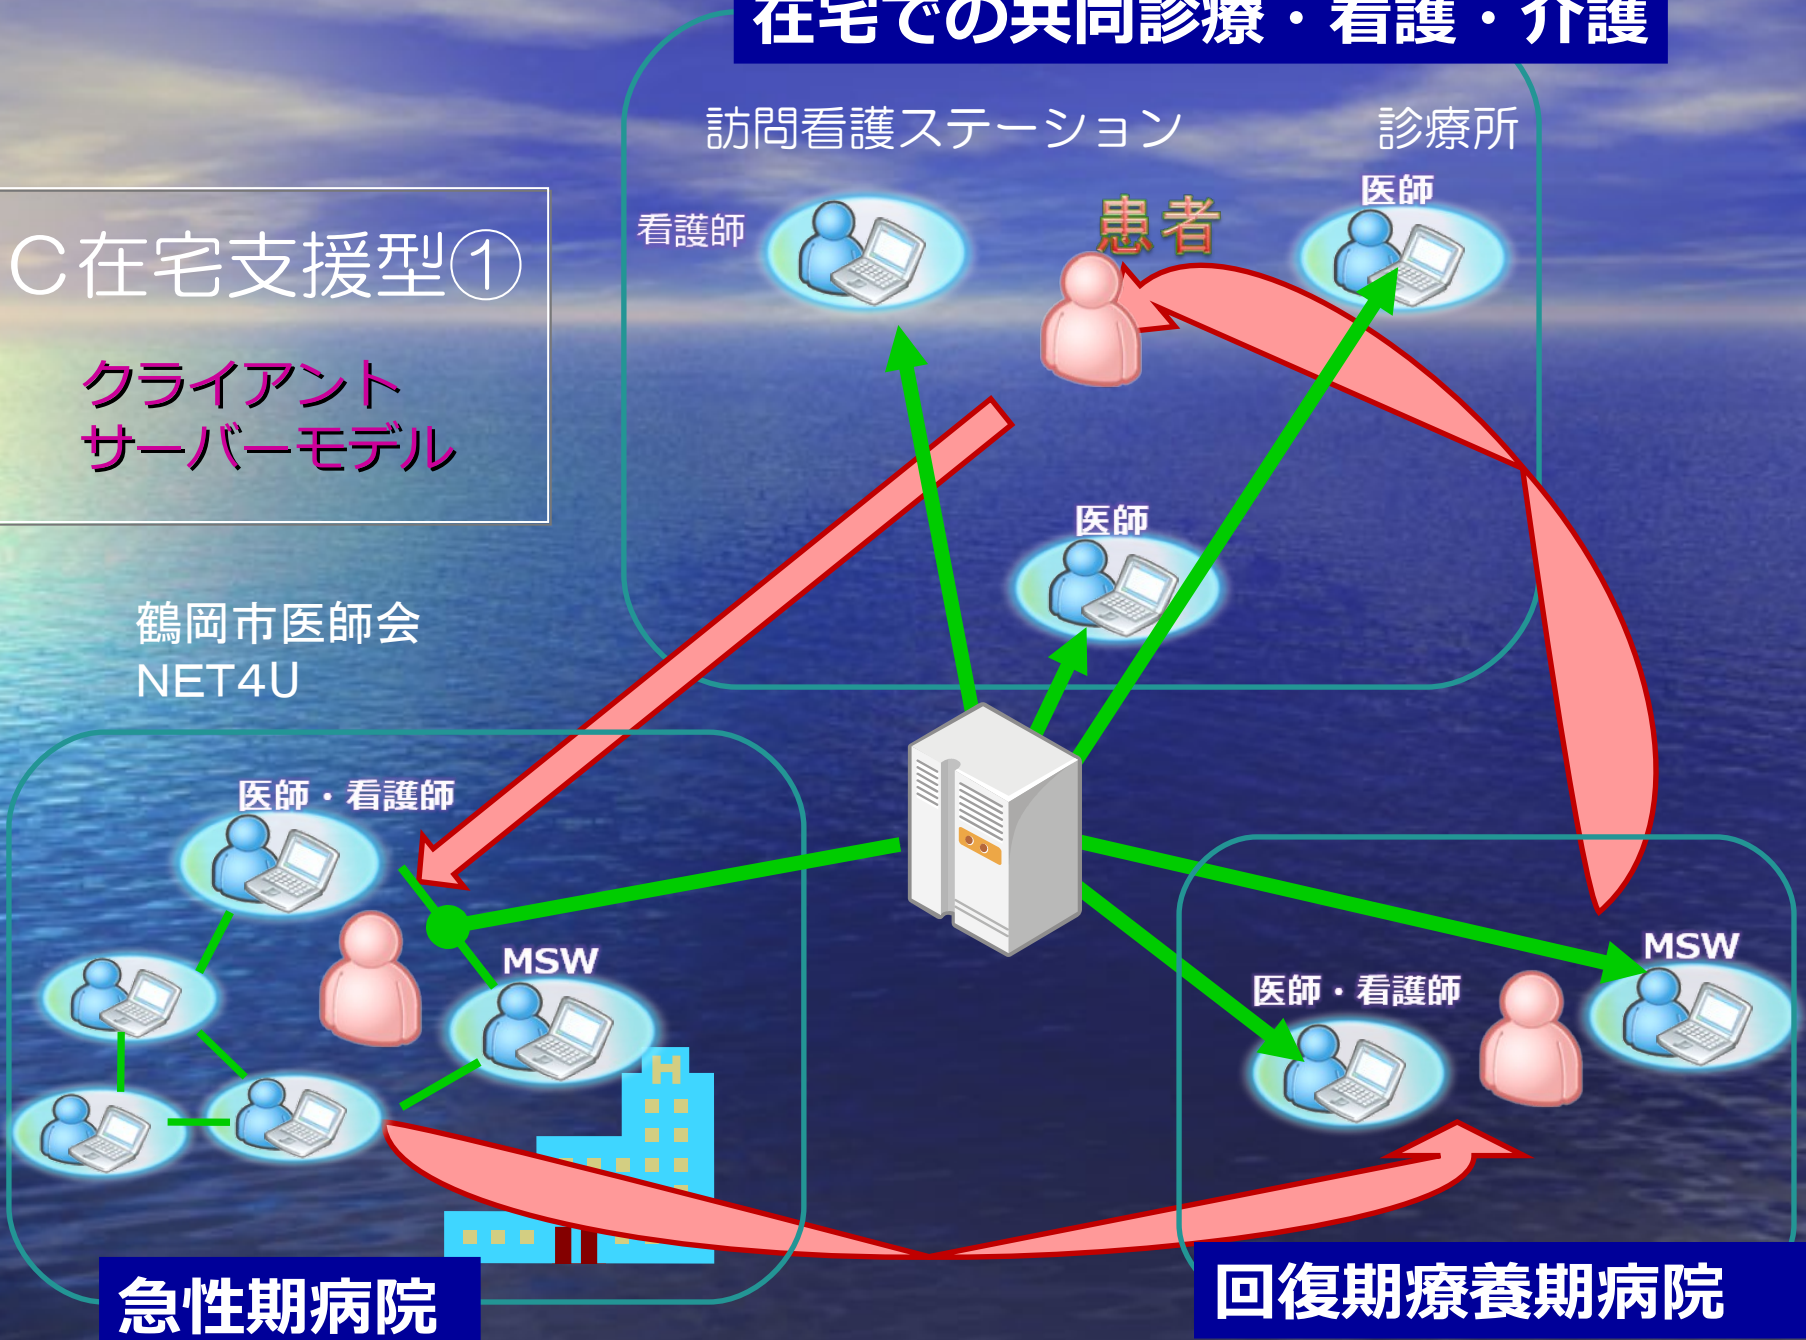 在宅での共同診療・看護・介護
訪問看護ステーション
診療所
医師
看護師
患者
C在宅支援型①
クライアント
サーバーモデル
医師
鶴岡市医師会
NET4U
医師・看護師
MSW
MSW
医師・看護師
H
急性期病院
回復期療養期病院